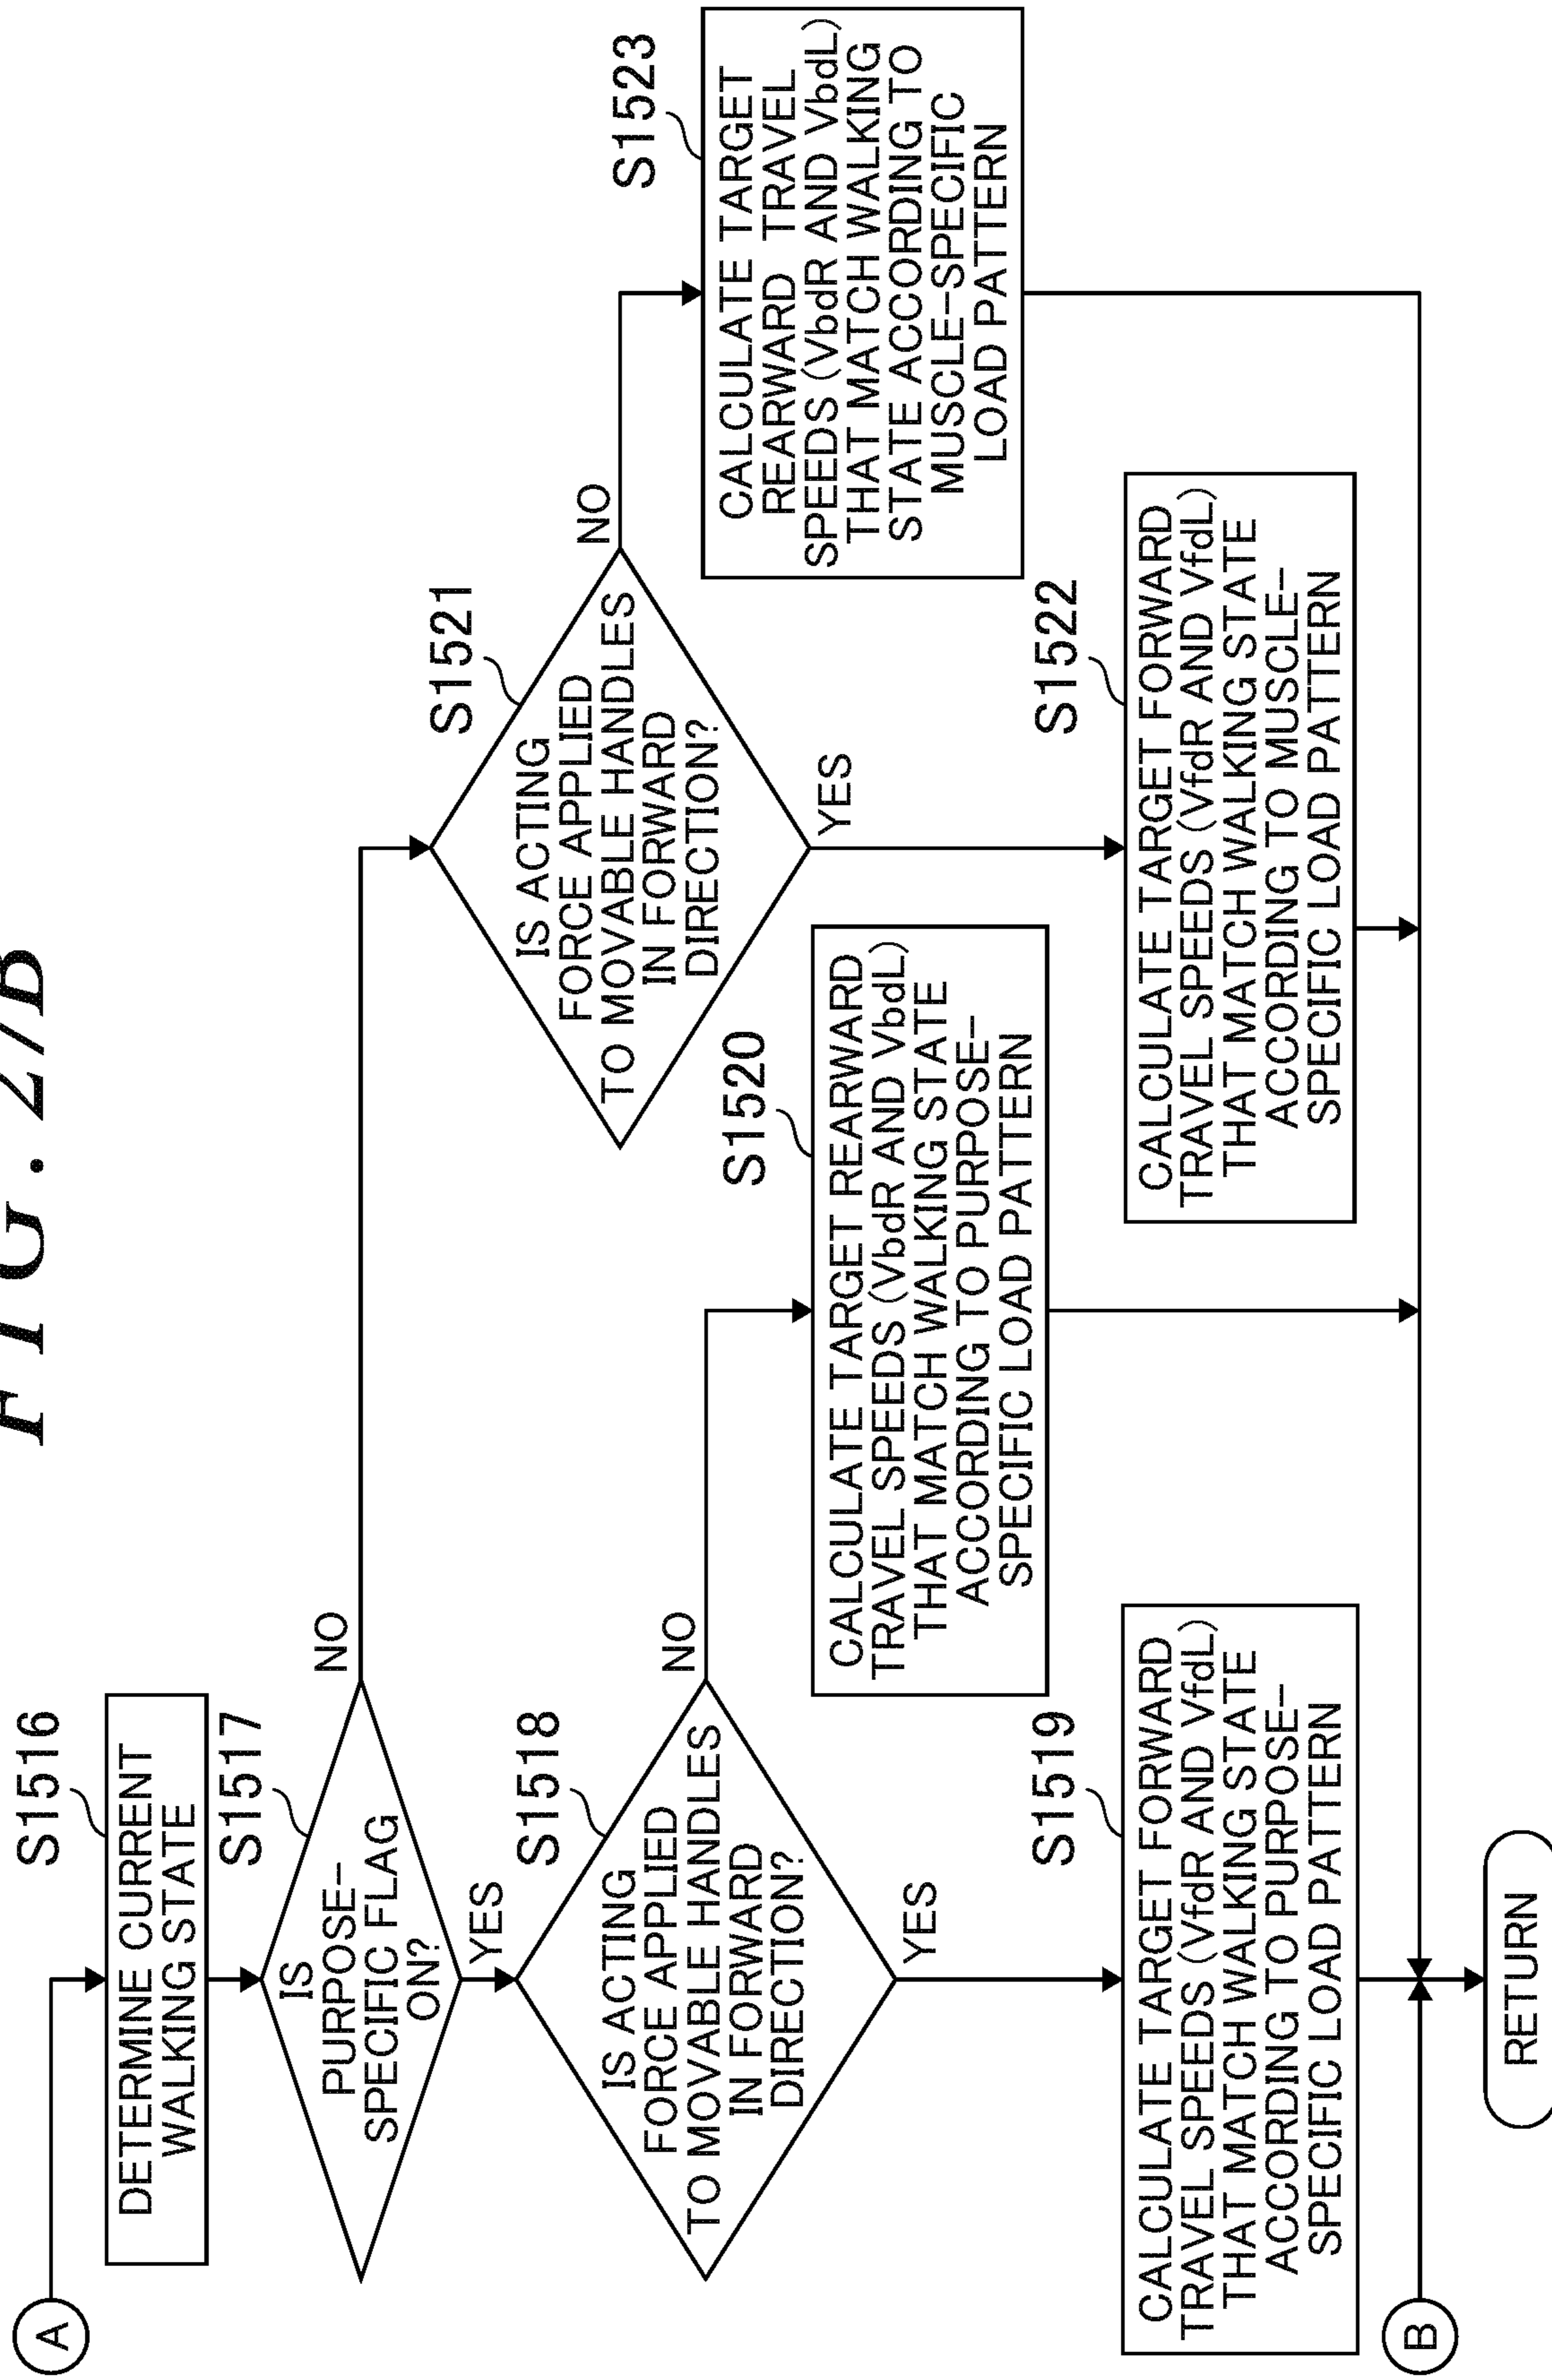 FIG. 27B
A
S1516
DETERMINE CURRENT
WALKING STATE
S1517
IS
PURPOSE-
SPECIFIC FLAG
ON?
NO
YES
S1518
IS ACTING
FORCE APPLIED
TO MOVABLE HANDLES
IN FORWARD
DIRECTION?
NO
YES
S1519
CALCULATE TARGET FORWARD
TRAVEL SPEEDS (VfdR AND VfdL)
THAT MATCH WALKING STATE
ACCORDING TO PURPOSE-
SPECIFIC LOAD PATTERN
S1520
CALCULATE TARGET REARWARD
TRAVEL SPEEDS (VbdR AND VbdL)
THAT MATCH WALKING STATE
ACCORDING TO PURPOSE-
SPECIFIC LOAD PATTERN
S1521
IS ACTING
FORCE APPLIED
TO MOVABLE HANDLES
IN FORWARD
DIRECTION?
NO
YES
S1522
CALCULATE TARGET FORWARD
TRAVEL SPEEDS (VfdR AND VfdL)
THAT MATCH WALKING STATE
ACCORDING TO MUSCLE-
SPECIFIC LOAD PATTERN
S1523
CALCULATE TARGET
REARWARD TRAVEL
SPEEDS (VbdR AND VbdL)
THAT MATCH WALKING
STATE ACCORDING TO
MUSCLE-SPECIFIC
LOAD PATTERN
B
RETURN